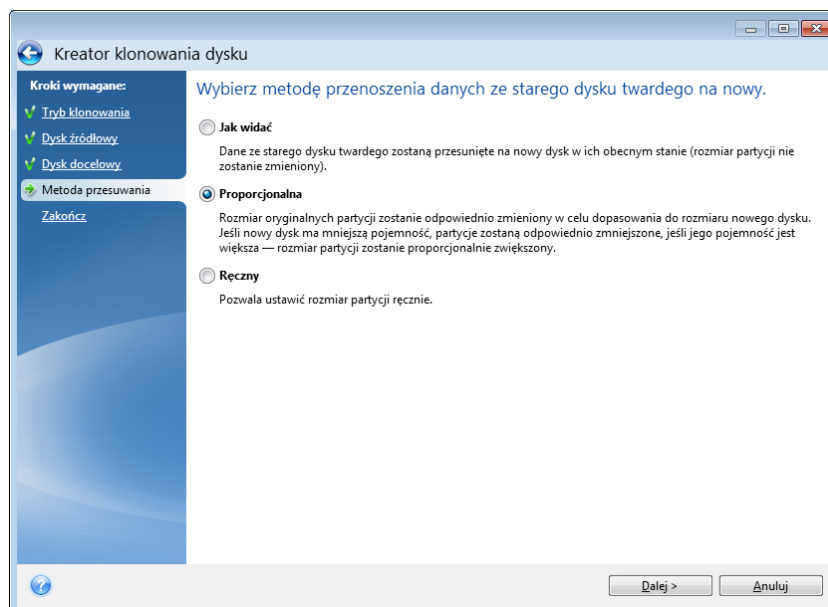 Kreator klonowania dysku
Kroki wymagane:
Tryb klonowania
Dysk źródłowy
Dysk docelowy
Metoda przesuwania
Zakończ
Wybierz metodę przenoszenia danych ze starego dysku twardego na nowy.
Jak widać
Dane ze starego dysku twardego zostaną przesunięte na nowy dysk w ich obecnym stanie (rozmiar partycji nie
zostanie zmieniony).
Proporcjonalna
Rozmiar oryginalnych partycji zostanie odpowiednio zmieniony w celu dopasowania do rozmiaru nowego dysku.
Jeśli nowy dysk ma mniejszą pojemność, partycje zostaną odpowiednio zmniejszone, jeśli jego pojemność jest
większa — rozmiar partycji zostanie proporcjonalnie zwiększony.
Ręczny
Pozwala ustawić rozmiar partycji ręcznie.
Dalej >
Anuluj